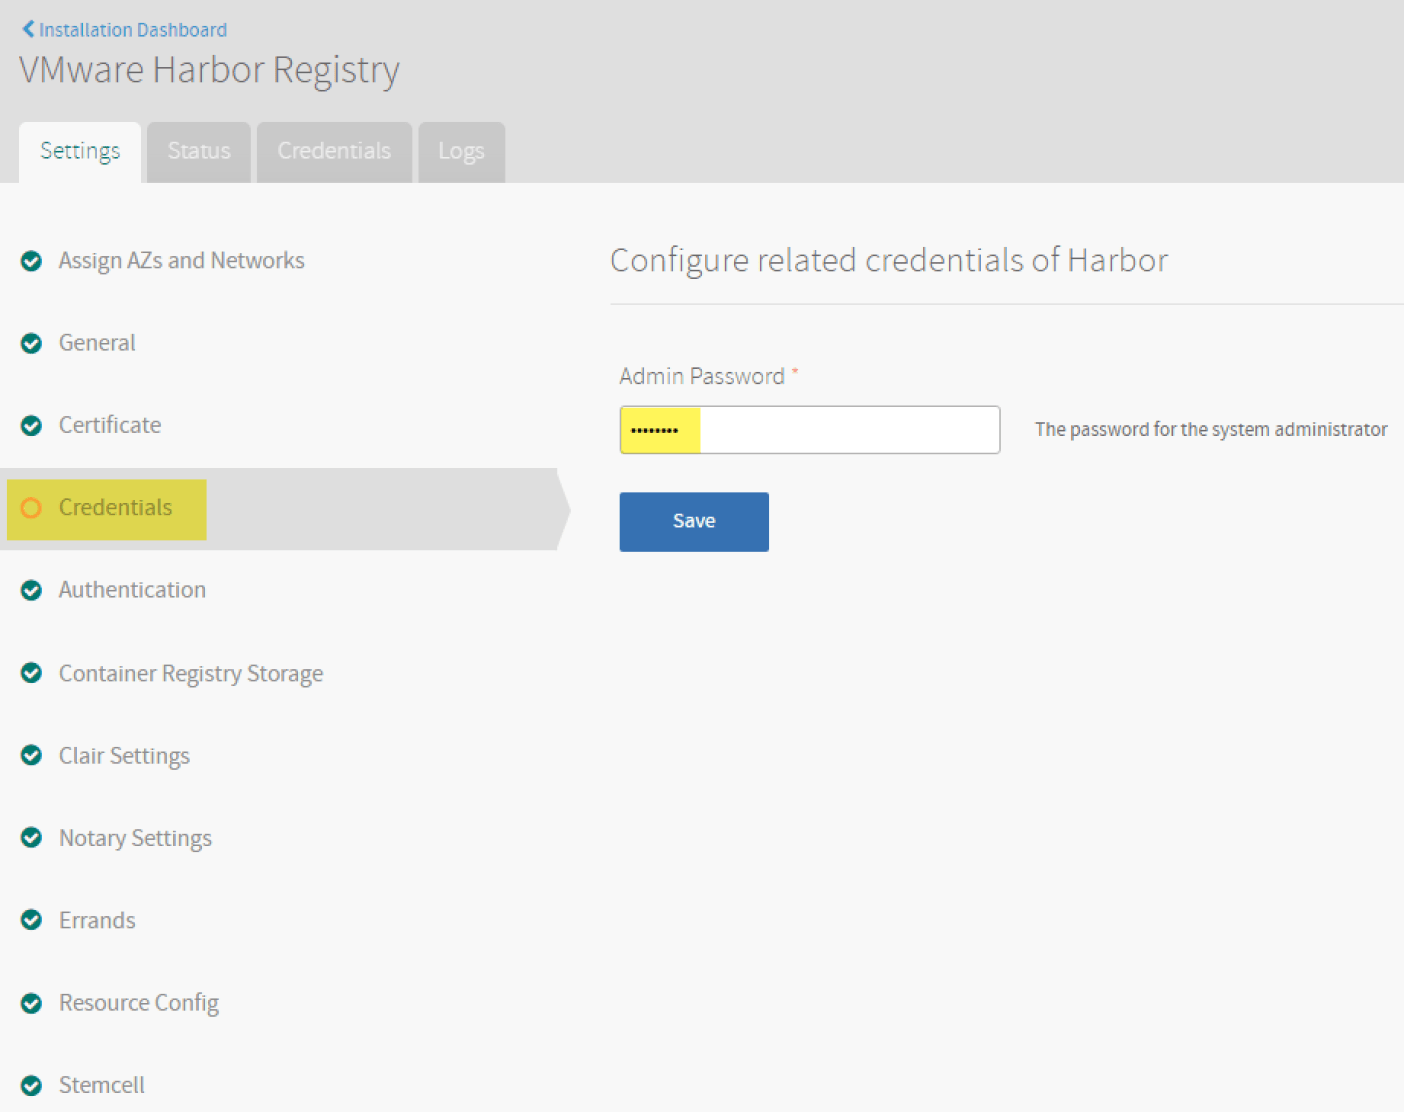 Installation Dashboard
VMware Harbor Registry
Settings
Status
Credentials
Logs
Assign AZs and Networks
General
Certificate
Credentials
Authentication
Container Registry Storage
Clair Settings
Notary Settings
Errands
Resource Config
Stemcell
Configure related credentials of Harbor
Admin Password *
••••••••
The password for the system administrator
Save